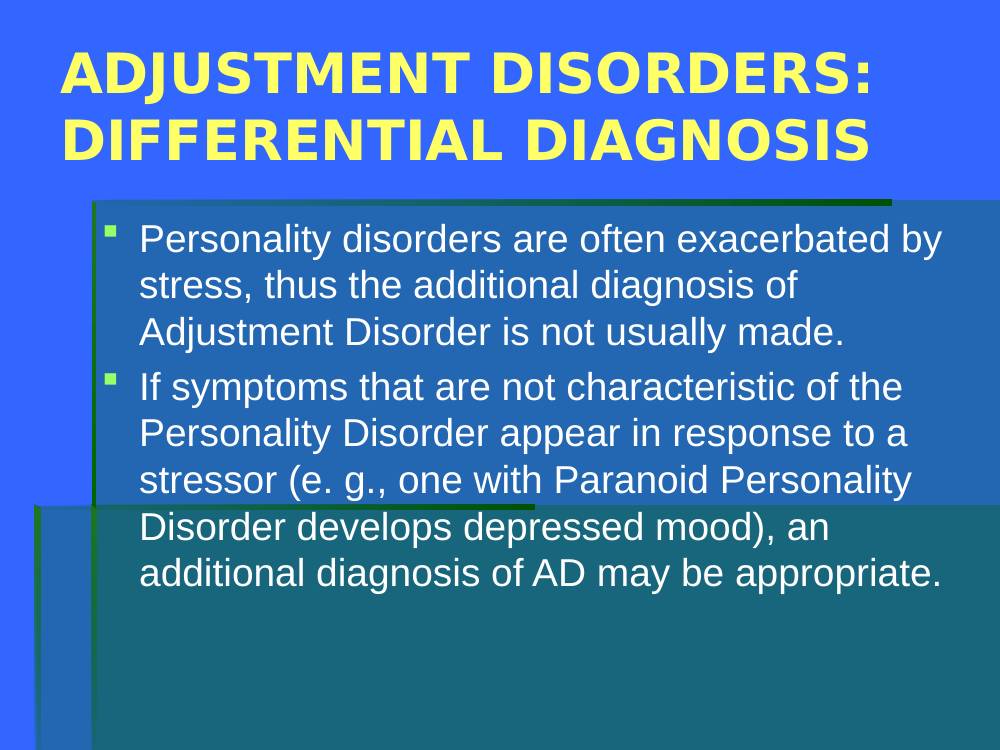 ADJUSTMENT DISORDERS:
DIFFERENTIAL DIAGNOSIS
Personality disorders are often exacerbated by
stress, thus the additional diagnosis of
Adjustment Disorder is not usually made.
If symptoms that are not characteristic of the
Personality Disorder appear in response to a
stressor (e. g., one with Paranoid Personality
Disorder develops depressed mood), an
additional diagnosis of AD may be appropriate.